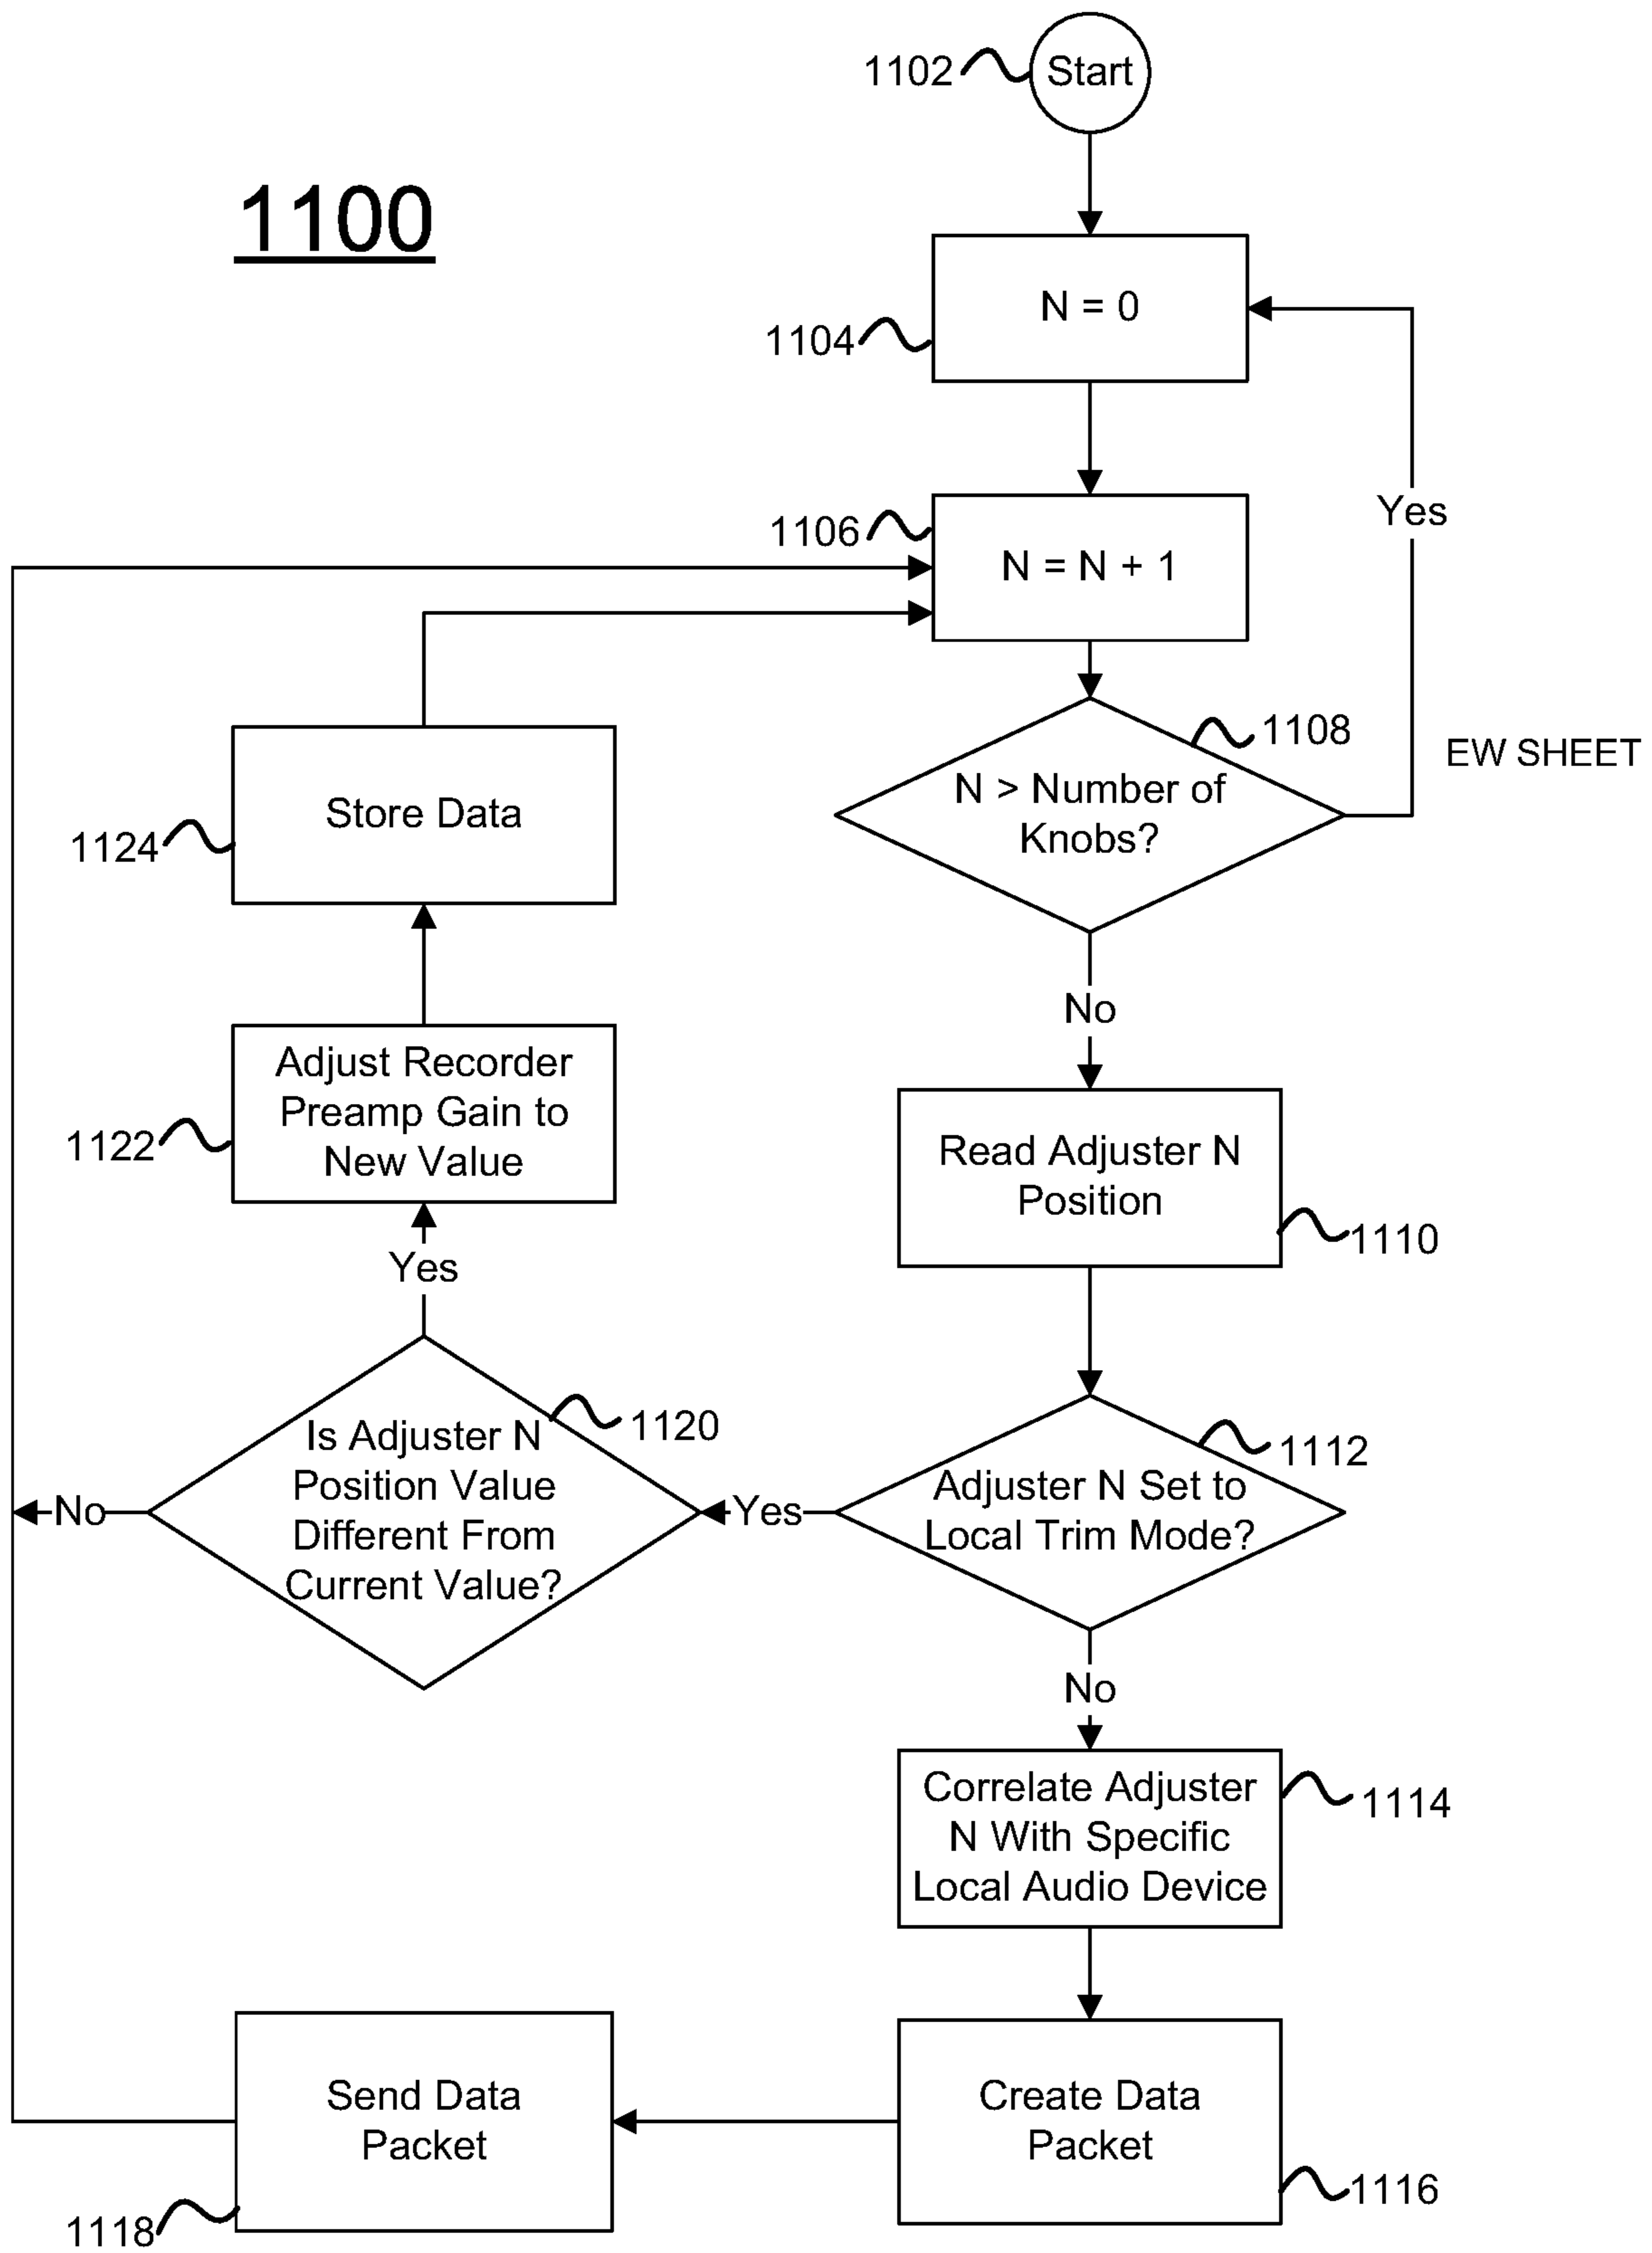 1102
Start
1100
N = 0
1104
1106
N = N + 1
Yes
1108
EW SHEET
N > Number of
Knobs?
Store Data
1124
No
Adjust Recorder
Preamp Gain to
New Value
1122
Read Adjuster N
Position
1110
Yes
Is Adjuster N
Position Value
Different From
Current Value?
1120
1112
Adjuster N Set to
Local Trim Mode?
No
Yes
No
Correlate Adjuster
N With Specific
Local Audio Device
1114
Send Data
Packet
1118
Create Data
Packet
1116